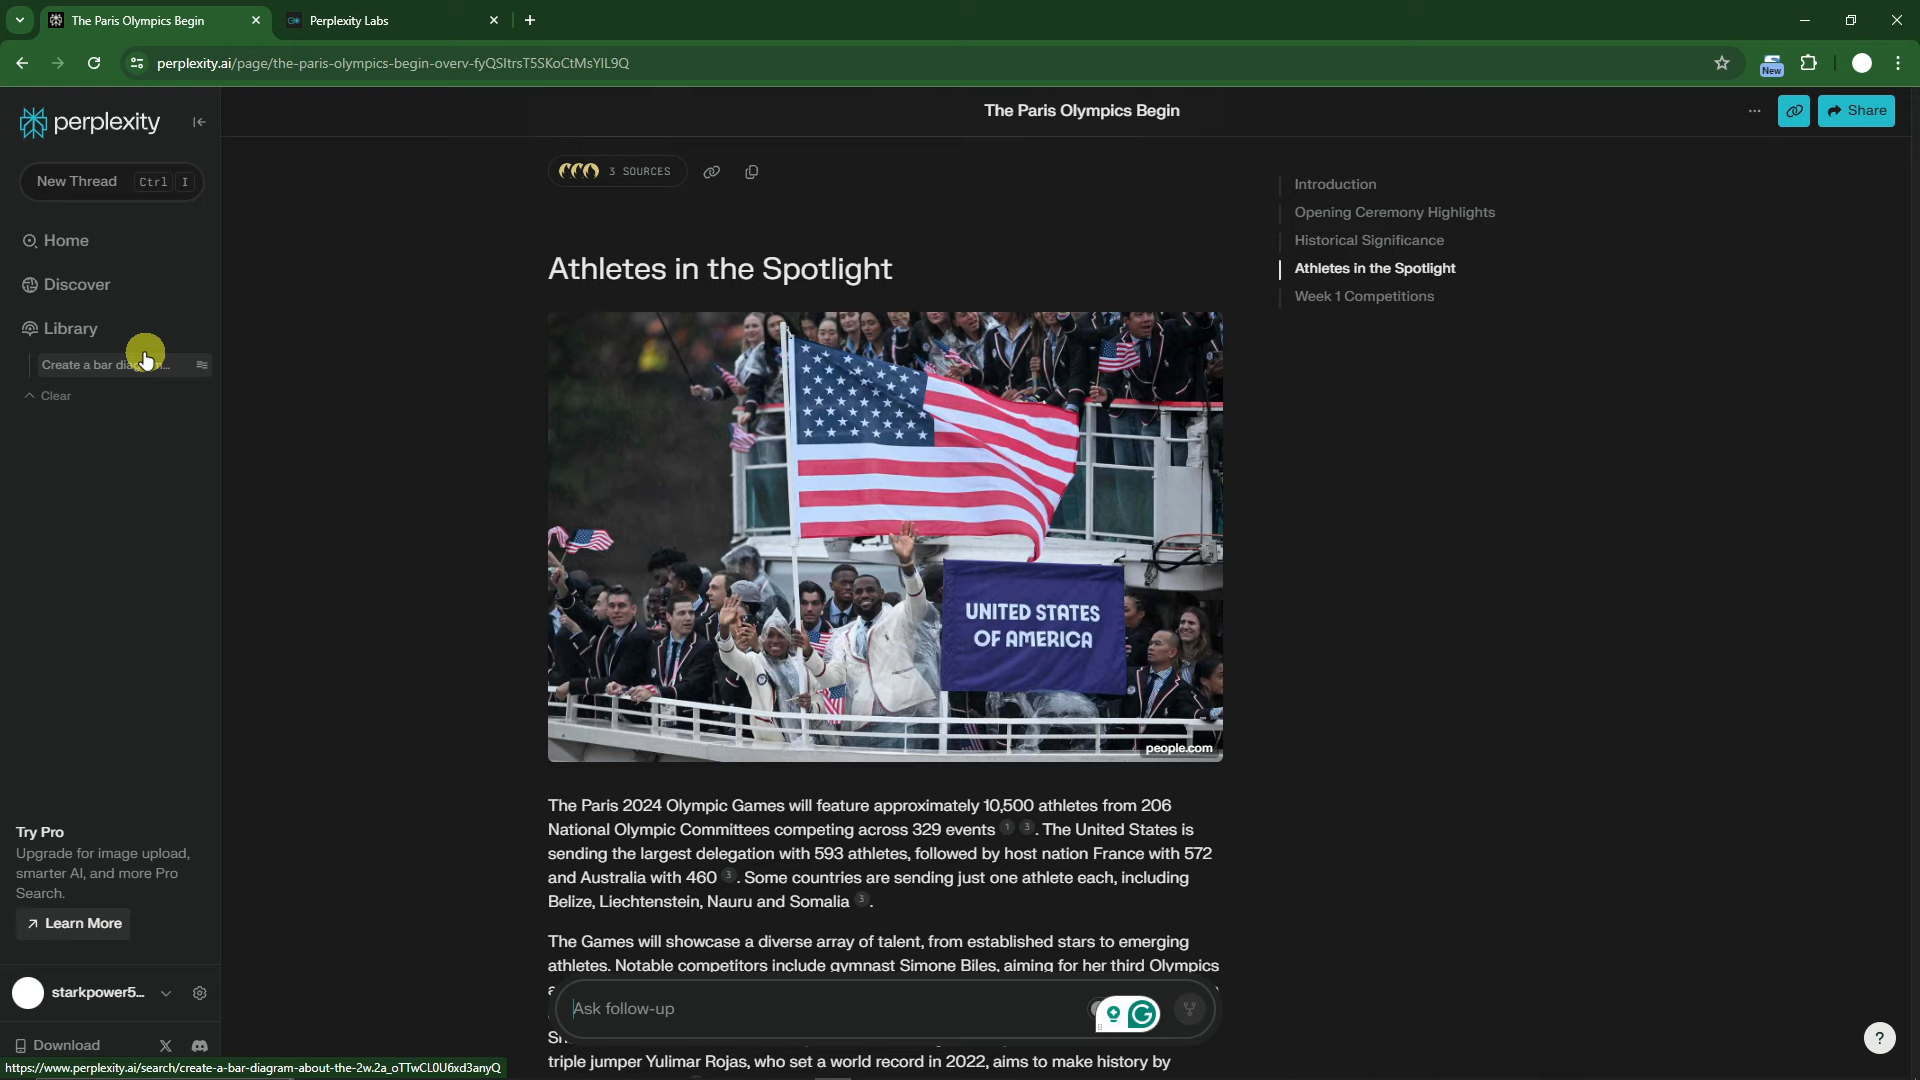 The Paris Olympics Begin
Perplexity Labs
perplexity.ai/page/the-paris-olympics-begin-overv-fyQSltrsT5SKoCtMsYIL9Q
New
perplexity
The Paris Olympics Begin
Share
New Thread Ctrl I
3 SOURCES
Introduction
Opening Ceremony Highlights
Historical Significance
Athletes in the Spotlight
Week 1 Competitions
Home
Discover
Library
Create a bar
Clear
Athletes in the Spotlight
UNITED STATES
OF AMERICA
people.com
The Paris 2024 Olympic Games will feature approximately 10,500 athletes from 206
National Olympic Committees competing across 329 events 1 3 . The United States is
sending the largest delegation with 593 athletes, followed by host nation France with 572
and Australia with 460 3 . Some countries are sending just one athlete each, including
Belize, Liechtenstein, Nauru and Somalia 3 .
The Games will showcase a diverse array of talent, from established stars to emerging
athletes. Notable competitors include gymnast Simone Biles, aiming for her third Olympics
Ask follow-up
triple jumper Yulimar Rojas, who set a world record in 2022, aims to make history by
Try Pro
Upgrade for image upload,
smarter AI, and more Pro
Search.
Learn More
starkpower5...
Download
https://www.perplexity.ai/search/create-a-bar-diagram-about-the-2w.2a_oTTwCL0U6xd3anyQ
?